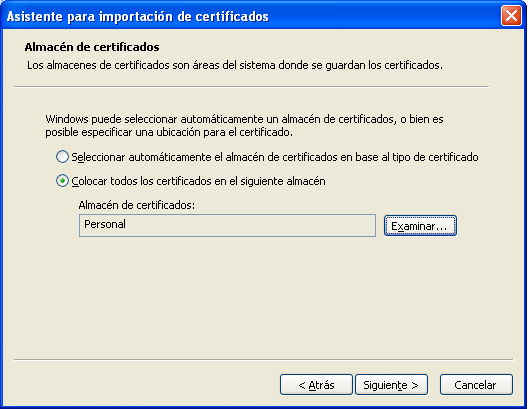 Asistente para importación de certificados
Almacén de certificados
Los almacenes de certificados son áreas del sistema donde se guardan los certificados.
Windows puede seleccionar automáticamente un almacén de certificados, o bien es
posible especificar una ubicación para el certificado.
Seleccionar automáticamente el almacén de certificados en base al tipo de certificado
Colocar todos los certificados en el siguiente almacén
Almacén de certificados:
Personal
Examinar...
< Atrás
Siguiente >
Cancelar